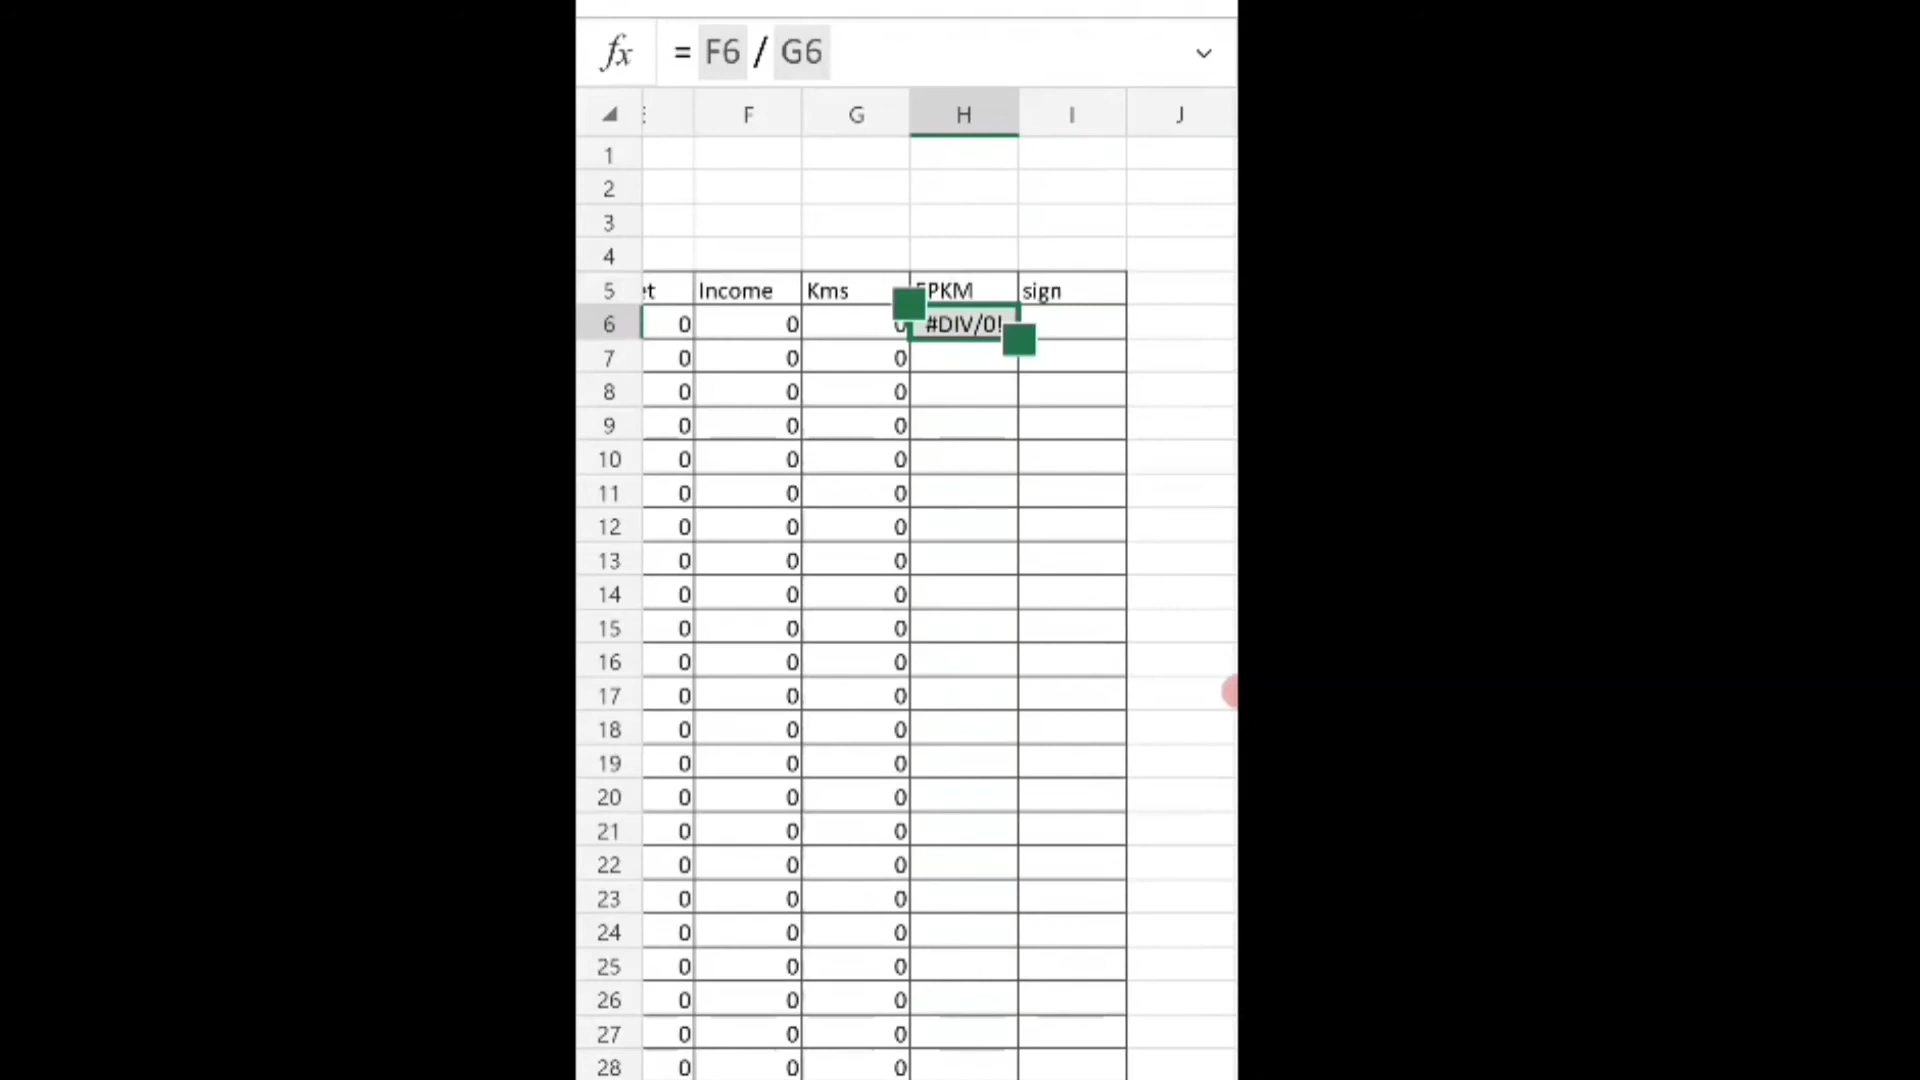 fx = F6 / G6
F G H I J
1
2
3
4
5 Income Kms sign
6 0 0 #DIV/0!
7 0 0 0
8 0 0 0
9 0 0 0
10 0 0 0
11 0 0 0
12 0 0 0
13 0 0 0
14 0 0 0
15 0 0 0
16 0 0 0
17 0 0 0
18 0 0 0
19 0 0 0
20 0 0 0
21 0 0 0
22 0 0 0
23 0 0 0
24 0 0 0
25 0 0 0
26 0 0 0
27 0 0 0
28 0 0 0